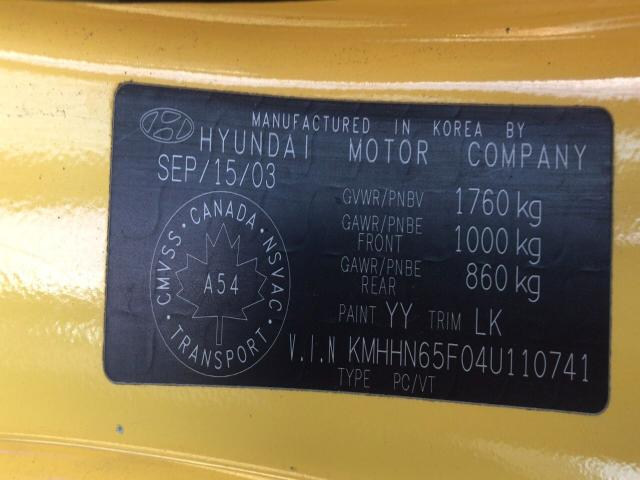 MANUFACTURED IN KOREA BY
HYUNDAI MOTOR COMPANY
SEP/15/03
GVWR/PNBV 1760 kg
GAWR/PNBE FRONT 1000 kg
GAWR/PNBE REAR 860 kg
CMVSS · CANADA · NSVAC
A54
TRANSPORT
PAINT YY TRIM LK
V.I.N KMHHN65F04U110741
TYPE PC/VT